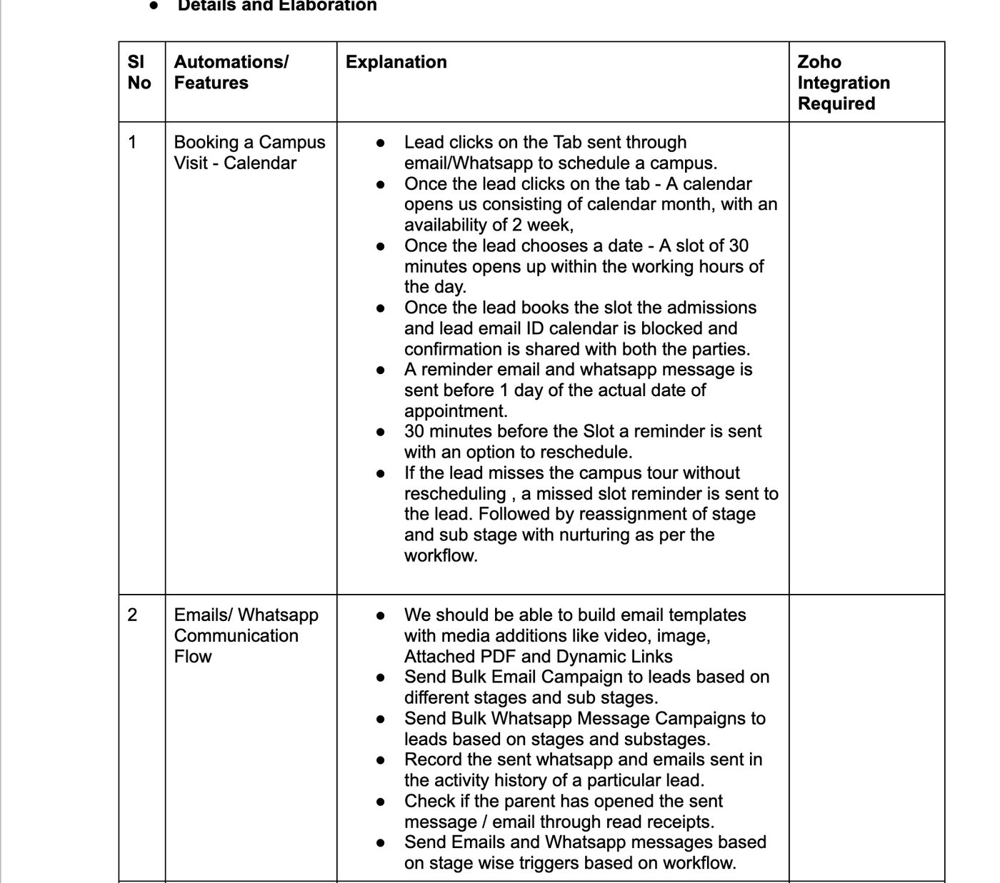 ● Details and Elaboration
Sl
No
Automations/
Features
Explanation
Zoho
Integration
Required
1
Booking a Campus
Visit - Calendar
● Lead clicks on the Tab sent through
email/Whatsapp to schedule a campus.
● Once the lead clicks on the tab - A calendar
opens us consisting of calendar month, with an
availability of 2 week,
● Once the lead chooses a date - A slot of 30
minutes opens up within the working hours of
the day.
● Once the lead books the slot the admissions
and lead email ID calendar is blocked and
confirmation is shared with both the parties.
● A reminder email and whatsapp message is
sent before 1 day of the actual date of
appointment.
● 30 minutes before the Slot a reminder is sent
with an option to reschedule.
● If the lead misses the campus tour without
rescheduling , a missed slot reminder is sent to
the lead. Followed by reassignment of stage
and sub stage with nurturing as per the
workflow.
2
Emails/ Whatsapp
Communication
Flow
● We should be able to build email templates
with media additions like video, image,
Attached PDF and Dynamic Links
● Send Bulk Email Campaign to leads based on
different stages and sub stages.
● Send Bulk Whatsapp Message Campaigns to
leads based on stages and substages.
● Record the sent whatsapp and emails sent in
the activity history of a particular lead.
● Check if the parent has opened the sent
message / email through read receipts.
● Send Emails and Whatsapp messages based
on stage wise triggers based on workflow.